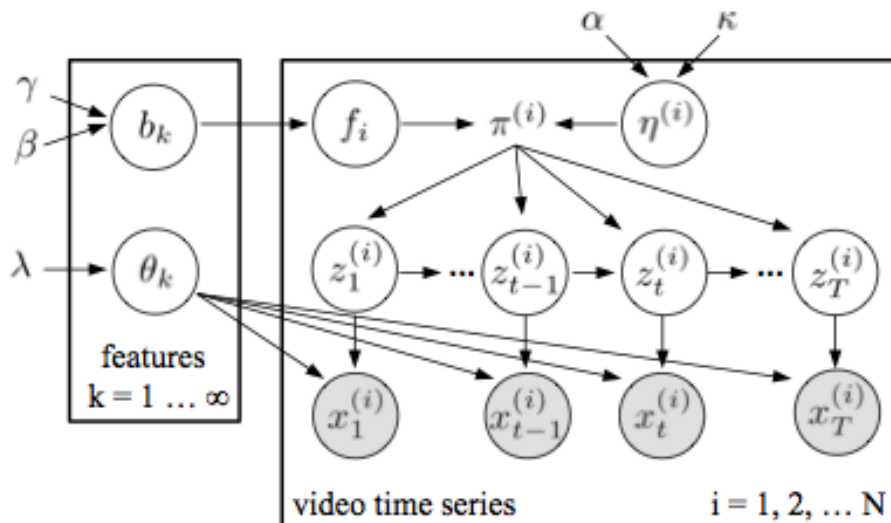 α κ
γ
β
b_k f_i π^{(i)} η^{(i)}
λ θ_k z_1^{(i)} ... z_{t-1}^{(i)} z_t^{(i)} ... z_T^{(i)}
features
k = 1 ... ∞
x_1^{(i)} x_{t-1}^{(i)} x_t^{(i)} x_T^{(i)}
video time series i = 1, 2, ... N